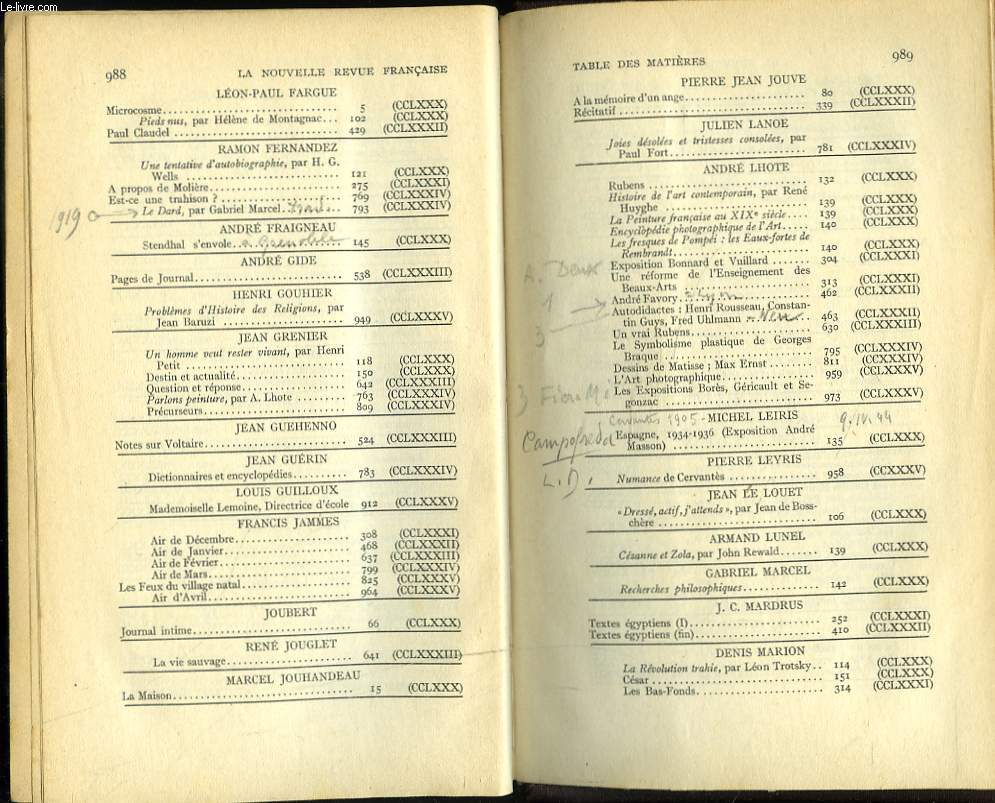 Le-livre.com
988 LA NOUVELLE REVUE FRANÇAISE
LÉON-PAUL FARGUE
Microcosme 5 (CCLXXX)
Pieds nus, par Hélène de Montagnac... 102 (CCLXXX)
Paul Claudel 429 (CCLXXXII)
RAMON FERNANDEZ
Une tentative d'autobiographie, par H. G.
Wells 121 (CCLXXX)
A propos de Molière 275 (CCLXXXI)
Est-ce une trahison ? 769 (CCLXXXIV)
1919 Le Dard, par Gabriel Marcel 793 (CCLXXXIV)
ANDRÉ FRAIGNEAU
Stendhal s'envole à Grenoble 145 (CCLXXX)
ANDRÉ GIDE
Pages de Journal 538 (CCLXXXIII)
HENRI GOUHIER
Problèmes d'Histoire des Religions, par
Jean Baruzi 949 (CCLXXXV)
JEAN GRENIER
Un homme veut rester vivant, par Henri
Petit 118 (CCLXXX)
Destin et actualité 150 (CCLXXX)
Question et réponse 642 (CCLXXXIII)
Parlons peinture, par A. Lhote 763 (CCLXXXIV)
Précurseurs 809 (CCLXXXIV)
JEAN GUEHENNO
Notes sur Voltaire 524 (CCLXXXIII)
JEAN GUÉRIN
Dictionnaires et encyclopédies 783 (CCLXXXIV)
LOUIS GUILLOUX
Mademoiselle Lemoine, Directrice d'école 912 (CCLXXXV)
FRANCIS JAMMES
Air de Décembre 308 (CCLXXXI)
Air de Janvier 468 (CCLXXXII)
Air de Février 637 (CCLXXXIII)
Air de Mars 799 (CCLXXXIV)
Les Feux du village natal 825 (CCLXXXV)
Air d'Avril 964 (CCLXXXV)
JOUBERT
Journal intime 66 (CCLXXX)
RENÉ JOUGLET
La vie sauvage 641 (CCLXXXIII)
MARCEL JOUHANDEAU
La Maison 15 (CCLXXX)
TABLE DES MATIÈRES 989
PIERRE JEAN JOUVE
A la mémoire d'un ange 80 (CCLXXX)
Récitatif 339 (CCLXXXII)
JULIEN LANOE
Joies désolées et tristesses consolées, par
Paul Fort 781 (CCLXXXIV)
ANDRÉ LHOTE
Rubens 132 (CCLXXX)
Histoire de l'art contemporain, par René
Huyghe 139 (CCLXXX)
La Peinture française au XIXe siècle 139 (CCLXXX)
Encyclopédie photographique de l'Art 140 (CCLXXX)
Les fresques de Pompéi : les Eaux-fortes de
Rembrandt 140 (CCLXXX)
Exposition Bonnard et Vuillard 304 (CCLXXXI)
Une réforme de l'Enseignement des
Beaux-Arts 313 (CCLXXXI)
André Favory 462 (CCLXXXII)
Autodidactes : Henri Rousseau, Constan-
tin Guys, Fred Uhlmann 463 (CCLXXXII)
Un vrai Rubens 630 (CCLXXXIII)
Le Symbolisme plastique de Georges
Braque 795 (CCLXXXIV)
Dessins de Matisse ; Max Ernst 811 (CCXXXIV)
L'Art photographique 959 (CCLXXXV)
Les Expositions Borès, Géricault et Se-
gonzac 973 (CCLXXXV)
Cervantes 1905 - MICHEL LEIRIS
Espagne, 1934-1936 (Exposition André
Masson) 135 (CCLXXX)
L. D.
PIERRE LEYRIS
Numance de Cervantès 958 (CCXXXV)
JEAN LE LOUET
« Dressé, actif, j'attends », par Jean de Boss-
chère 106 (CCLXXX)
ARMAND LUNEL
Cézanne et Zola, par John Rewald 139 (CCLXXX)
GABRIEL MARCEL
Recherches philosophiques 142 (CCLXXX)
J. C. MARDRUS
Textes égyptiens (I) 252 (CCLXXXI)
Textes égyptiens (fin) 410 (CCLXXXII)
DENIS MARION
La Révolution trahie, par Léon Trotsky.. 114 (CCLXXX)
César 151 (CCLXXX)
Les Bas-Fonds 314 (CCLXXXI)